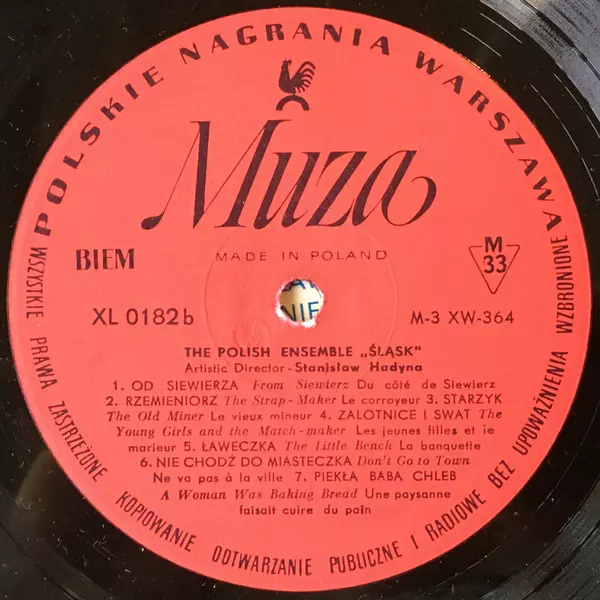 POLSKIE NAGRANIA WARSZAWA
Muza
BIEM
MADE IN POLAND
M
33
XL 0182b
NIE
M-3 XW-364
THE POLISH ENSEMBLE „ŚLĄSK"
Artistic Director - Stanisław Hadyna
1. OD SIEWIERZA From Siewierz Du côté de Siewierz
2. RZEMIENIORZ The Strap-Maker Le corroyeur 3. STARZYK
The Old Miner Le vieux mineur 4. ZALOTNICE I SWAT The
Young Girls and the Match-maker Les jeunes filles et ie
marieur 5. ŁAWECZKA The Little Bench La banquette
6. NIE CHODŹ DO MIASTECZKA Don't Go to Town
Ne va pas à la ville 7. PIEKŁA BABA CHLEB
A Woman Was Baking Bread Une paysanne
faisait cuire du pain
WSZYSTKIE PRAWA ZASTRZEŻONE KOPIOWANIE ODTWARZANIE PUBLICZNE I RADIOWE BEZ UPOWAŻNIENIA WZBRONIONE